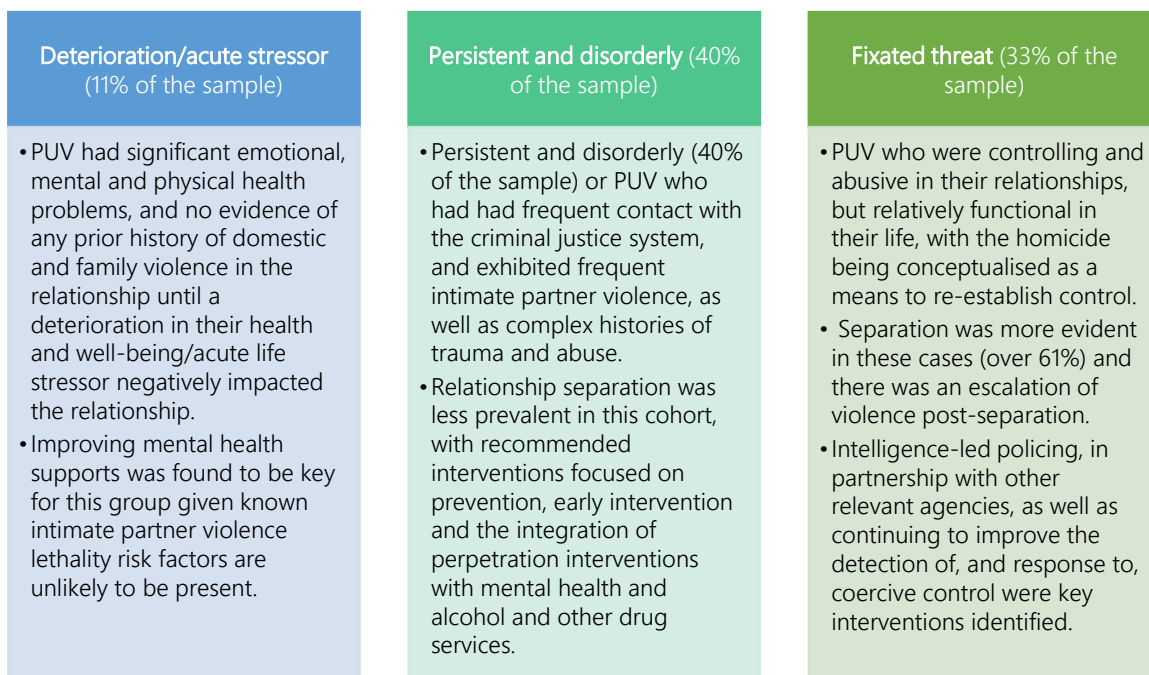 Deterioration/acute stressor
(11% of the sample)
• PUV had significant emotional,
mental and physical health
problems, and no evidence of
any prior history of domestic
and family violence in the
relationship until a
deterioration in their health
and well-being/acute life
stressor negatively impacted
the relationship.
• Improving mental health
supports was found to be key
for this group given known
intimate partner violence
lethality risk factors are
unlikely to be present.
Persistent and disorderly (40%
of the sample)
• Persistent and disorderly (40%
of the sample) or PUV who
had had frequent contact with
the criminal justice system,
and exhibited frequent
intimate partner violence, as
well as complex histories of
trauma and abuse.
• Relationship separation was
less prevalent in this cohort,
with recommended
interventions focused on
prevention, early intervention
and the integration of
perpetration interventions
with mental health and
alcohol and other drug
services.
Fixated threat (33% of the
sample)
• PUV who were controlling and
abusive in their relationships,
but relatively functional in
their life, with the homicide
being conceptualised as a
means to re-establish control.
• Separation was more evident
in these cases (over 61%) and
there was an escalation of
violence post-separation.
• Intelligence-led policing, in
partnership with other
relevant agencies, as well as
continuing to improve the
detection of, and response to,
coercive control were key
interventions identified.